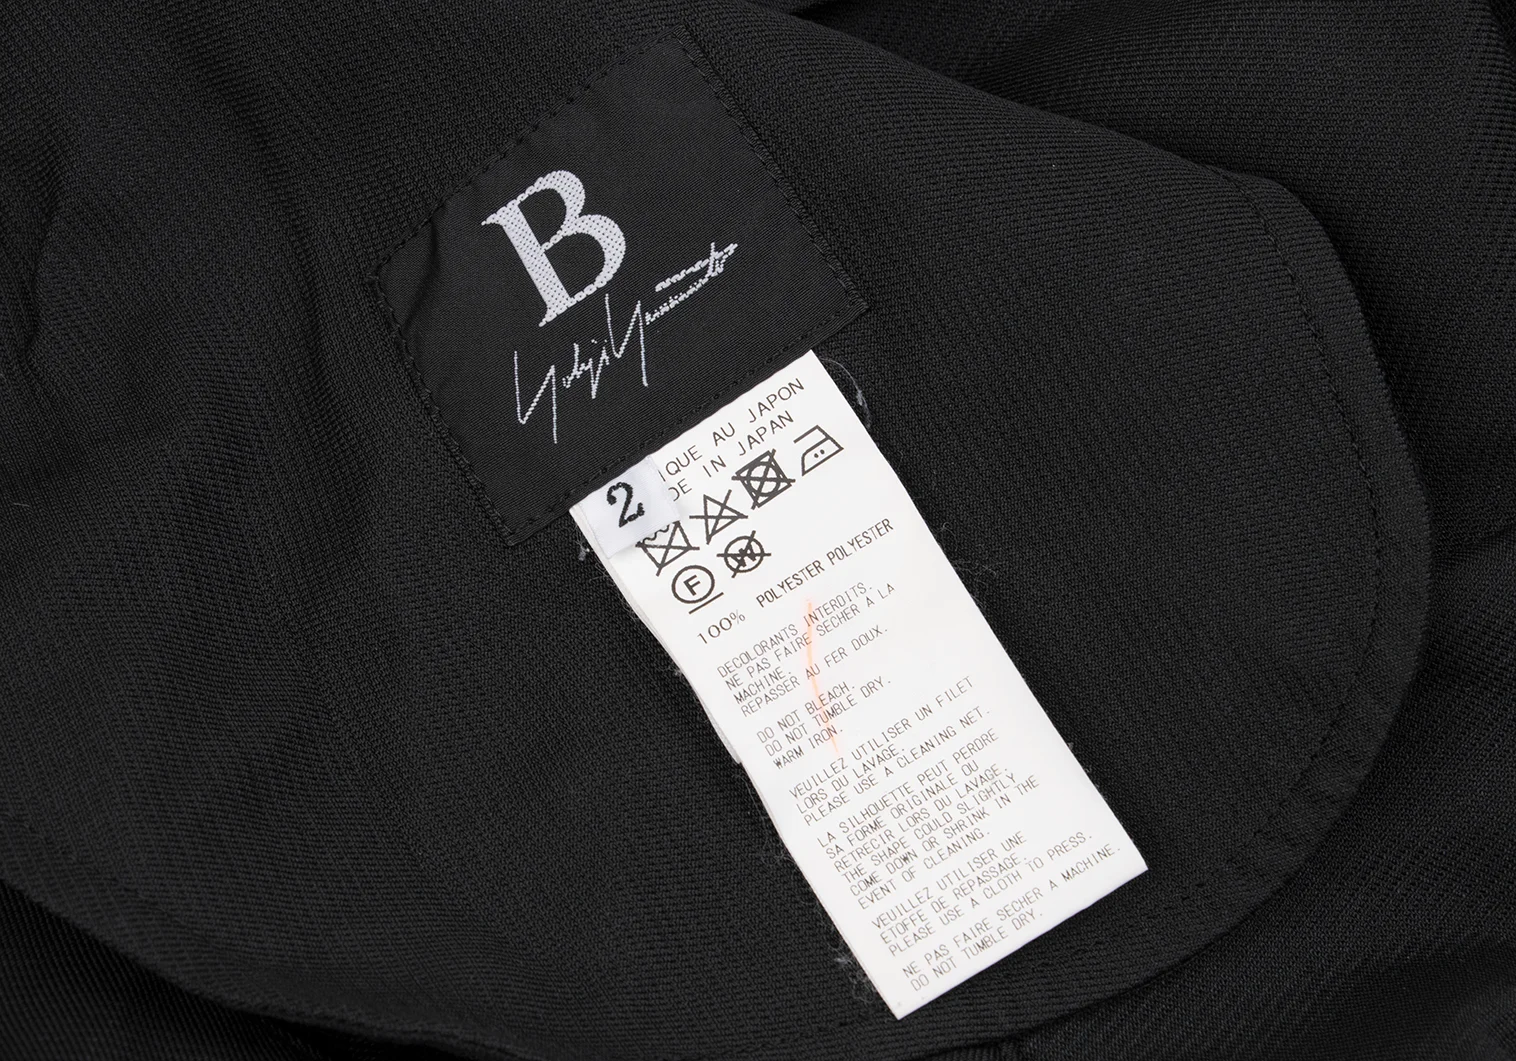 B
Yohji Yamamoto
2
IQUE AU JAPON
DE IN JAPAN
F
W
100% POLYESTER POLYESTER
DECOLORANTS INTERDITS.
NE PAS FAIRE SECHER A LA
MACHINE.
REPASSER AU FER DOUX.
DO NOT BLEACH.
DO NOT TUMBLE DRY.
WARM IRON.
VEUILLEZ UTILISER UN FILET
LORS DU LAVAGE.
PLEASE USE A CLEANING NET.
LA SILHOUETTE PEUT PERDRE
SA FORME ORIGINALE OU
RETRECIR LORS DU LAVAGE.
THE SHAPE COULD SLIGHTLY
COME DOWN OR SHRINK IN THE
EVENT OF CLEANING.
VEUILLEZ UTILISER UNE
ETOFFE DE REPASSAGE.
PLEASE USE A CLOTH TO PRESS.
NE PAS FAIRE SECHER A MACHINE.
DO NOT TUMBLE DRY.